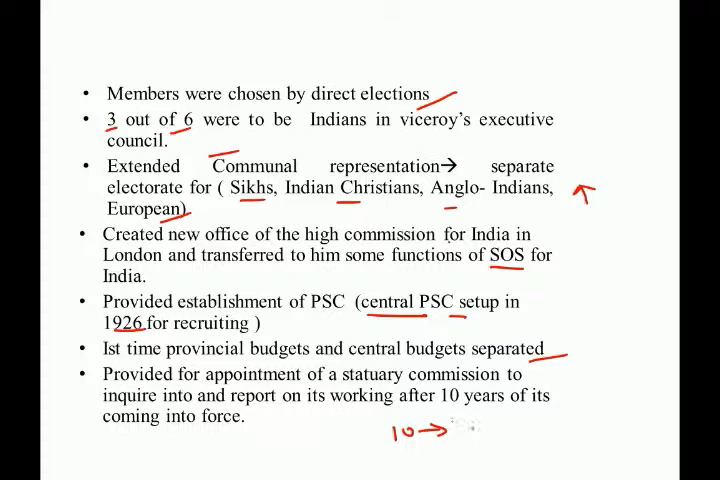 • Members were chosen by direct elections
• 3 out of 6 were to be Indians in viceroy's executive
council.
• Extended Communal representation→ separate
electorate for ( Sikhs, Indian Christians, Anglo- Indians,
European)
• Created new office of the high commission for India in
London and transferred to him some functions of SOS for
India.
• Provided establishment of PSC (central PSC setup in
1926 for recruiting )
• Ist time provincial budgets and central budgets separated
• Provided for appointment of a statuary commission to
inquire into and report on its working after 10 years of its
coming into force.
10→